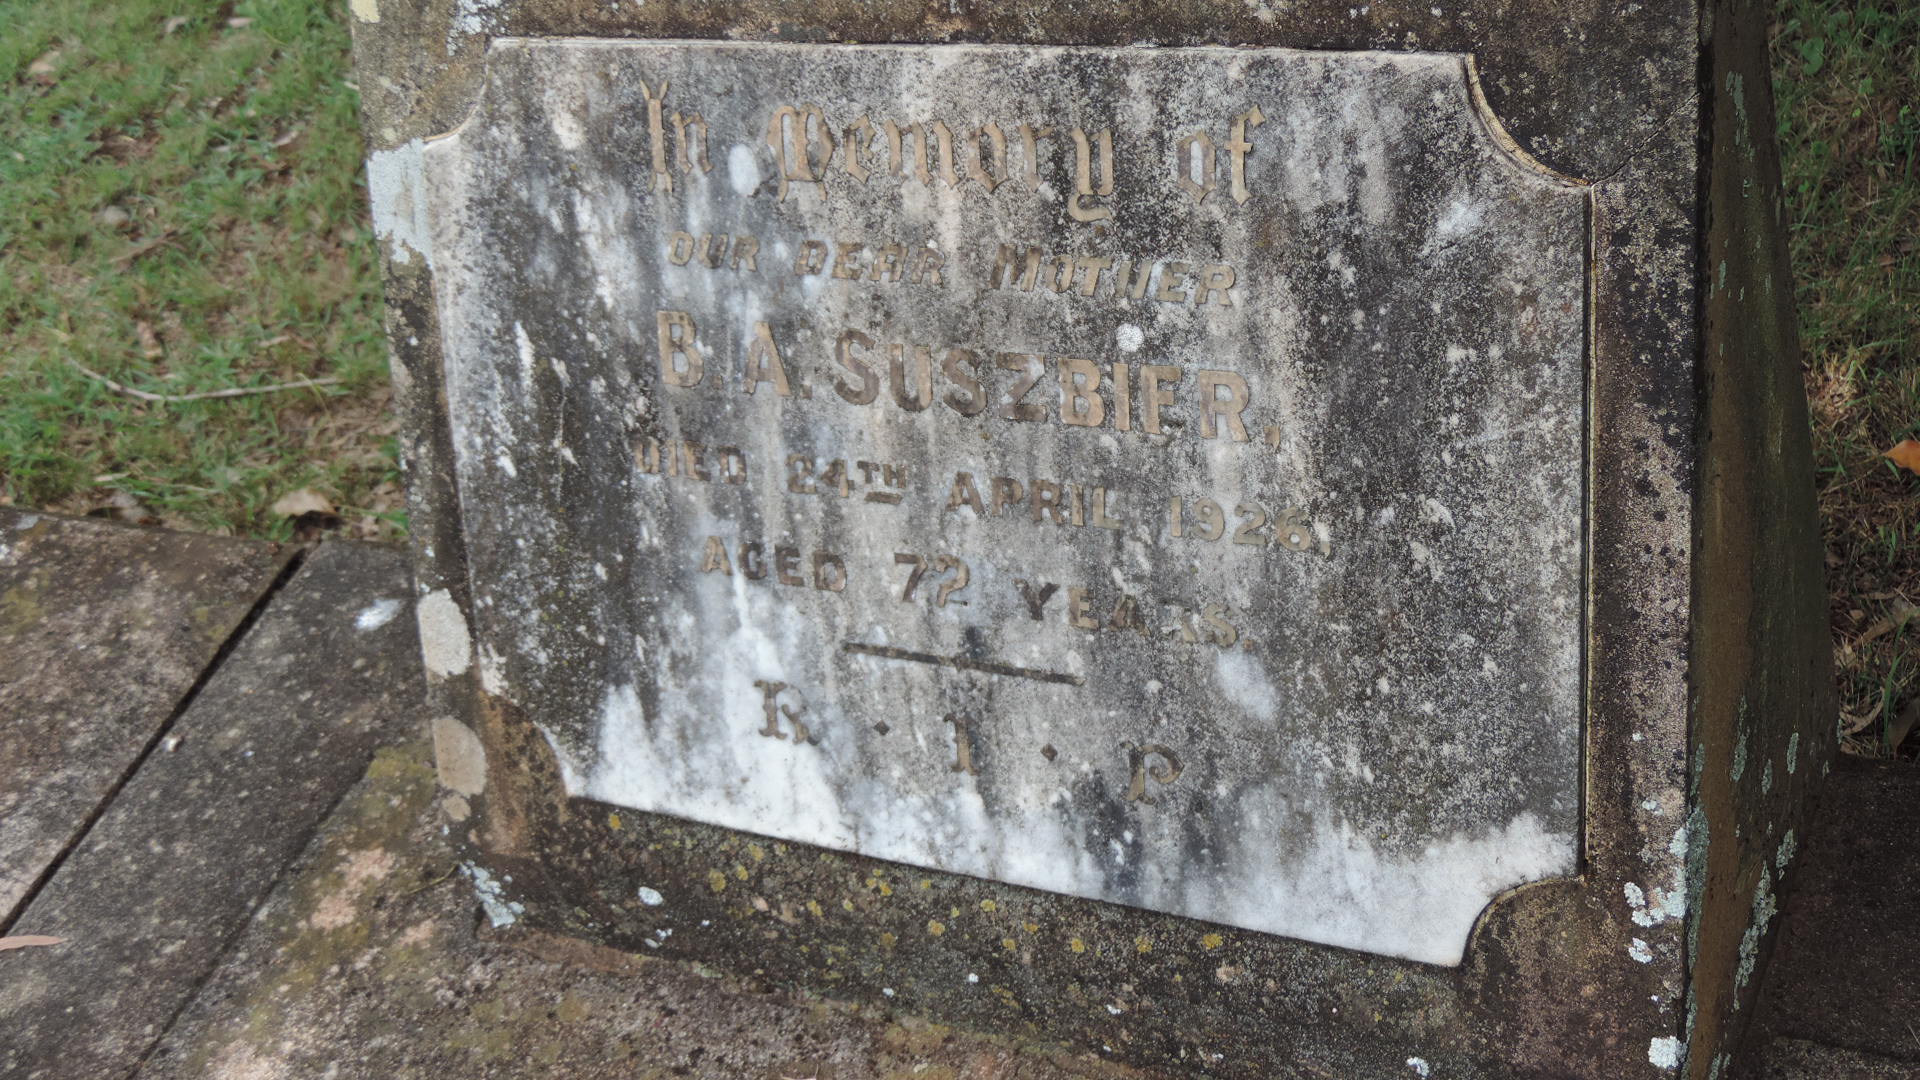 In Memory of
OUR DEAR MOTHER
B. A. SUSZBIER,
DIED 24TH APRIL 1926,
AGED 72 YEARS.
R · I · P